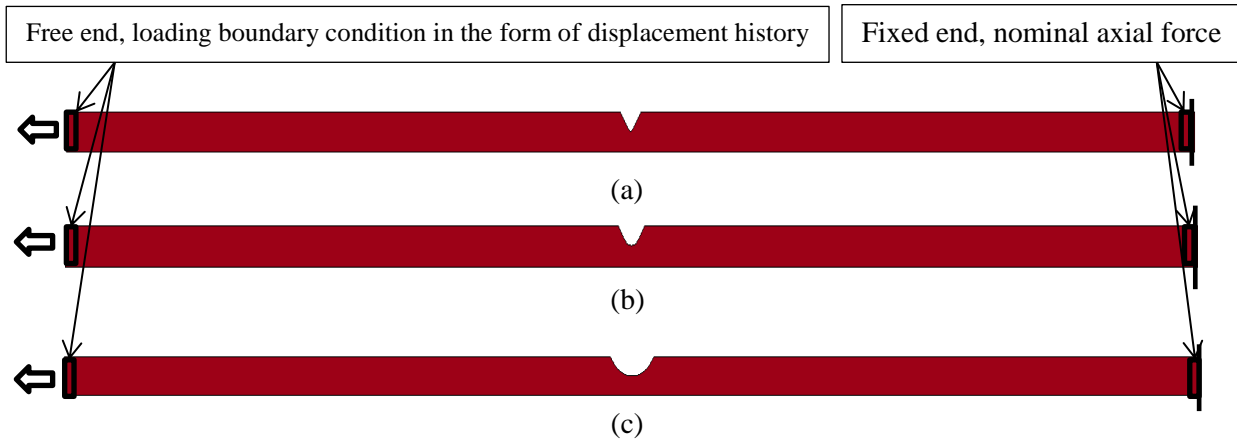 Free end, loading boundary condition in the form of displacement history
Fixed end, nominal axial force
(a)
(b)
(c)